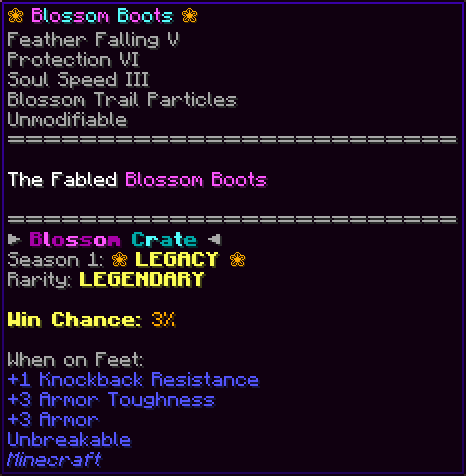 ❀ Blossom Boots ❀
Feather Falling V
Protection VI
Soul Speed III
Blossom Trail Particles
Unmodifiable
==============================
The Fabled Blossom Boots
==============================
► Blossom Crate ◄
Season 1: ❀ LEGACY ❀
Rarity: LEGENDARY
Win Chance: 3%
When on Feet:
+1 Knockback Resistance
+3 Armor Toughness
+3 Armor
Unbreakable
Minecraft